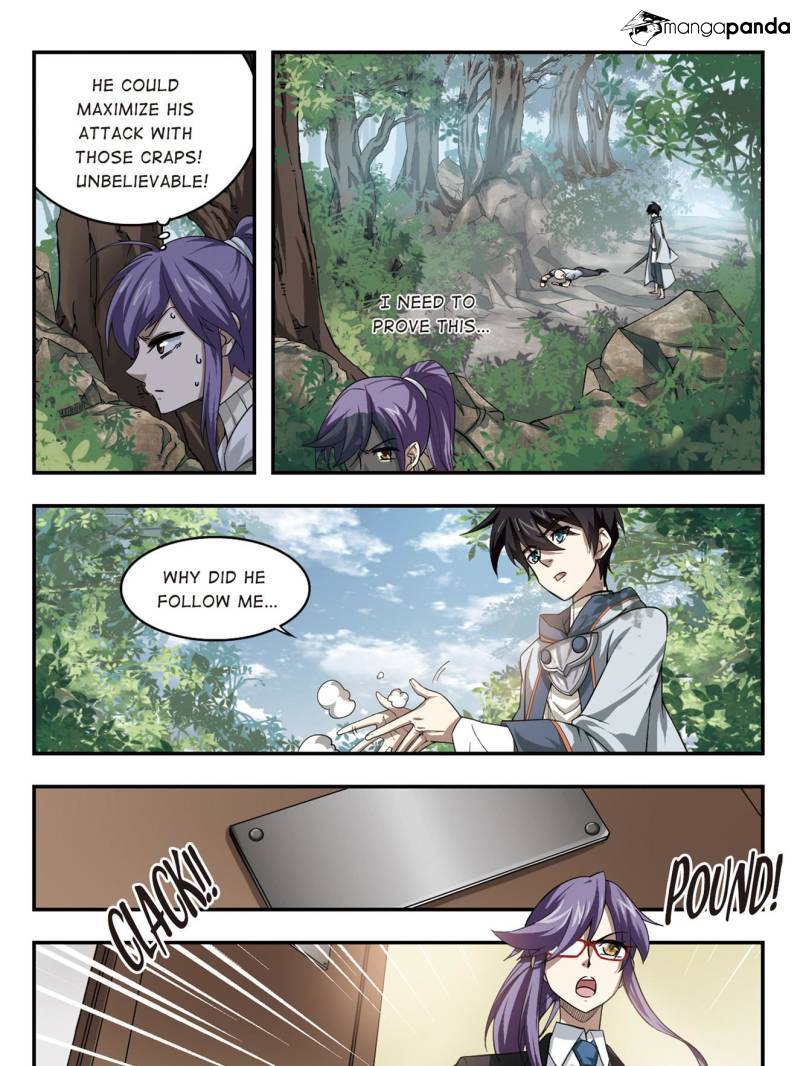 mangapanda
HE COULD
MAXIMIZE HIS
ATTACK WITH
THOSE CRAPS!
UNBELIEVABLE!
I NEED TO
PROVE THIS...
WHY DID HE
FOLLOW ME...
CLACK!!
POUND!